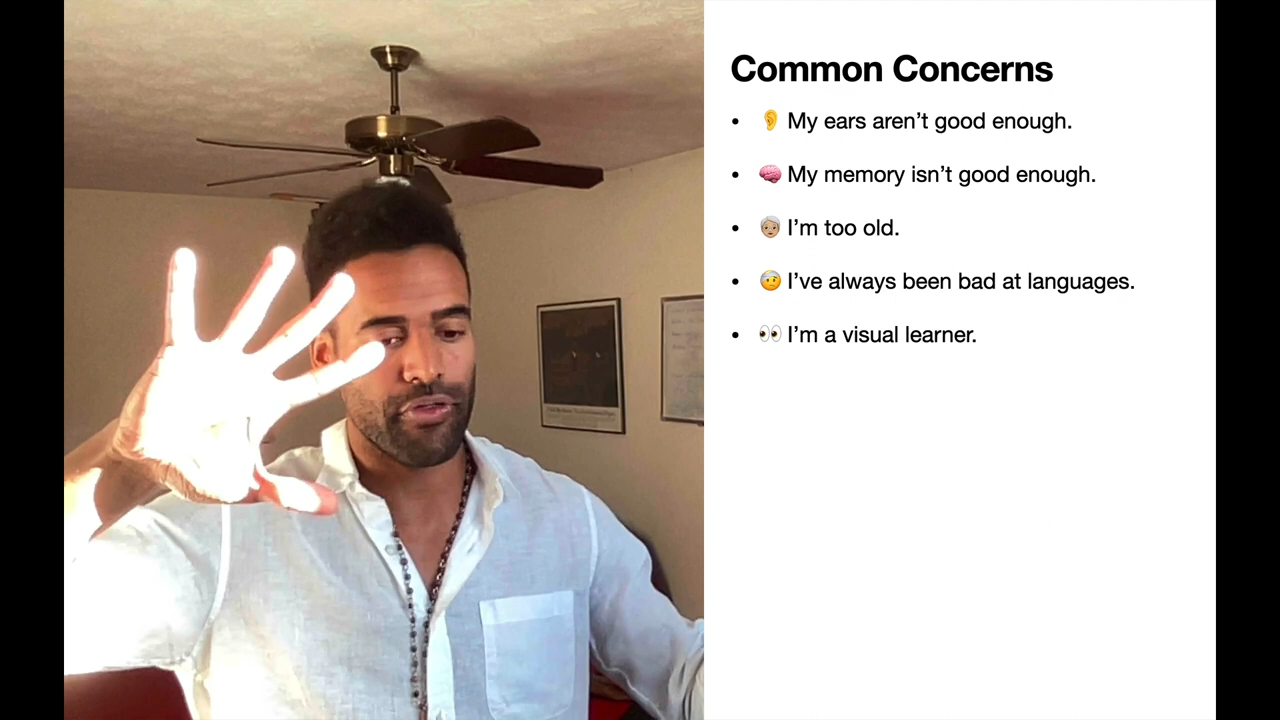 Common Concerns
• 👂 My ears aren’t good enough.
• 🧠 My memory isn’t good enough.
• 🧓🏼 I’m too old.
• 🤕 I’ve always been bad at languages.
• 👀 I’m a visual learner.